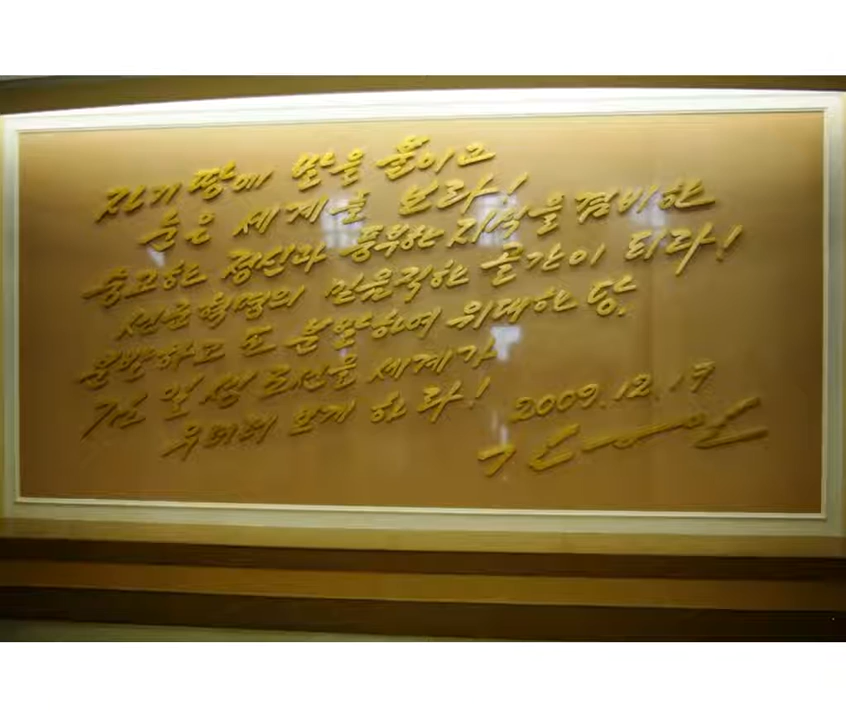 자기 땅에 발을 붙이고
눈은 세계를 보라!
숭고한 정신과 풍부한 지식을 겸비한
선군혁명의 믿음직한 골간이 되라!
분발하고 또 분발하여 위대한 당,
김일성조선을 세계가
우러러보게 하라! 2009.12.17
김정일